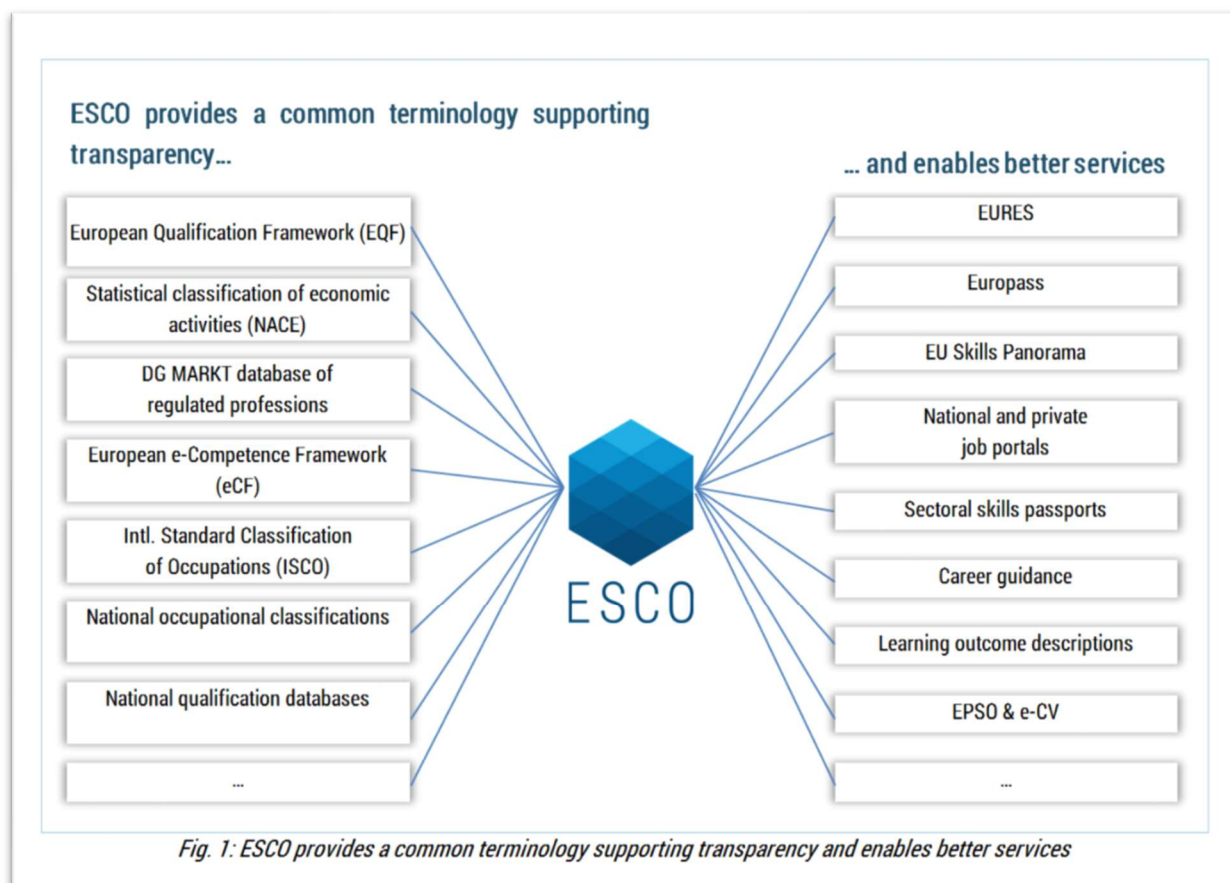 ESCO provides a common terminology supporting
transparency...
European Qualification Framework (EQF)
Statistical classification of economic
activities (NACE)
DG MARKT database of
regulated professions
European e-Competence Framework
(eCF)
Intl. Standard Classification
of Occupations (ISCO)
National occupational classifications
National qualification databases
...
ESCO
... and enables better services
EURES
Europass
EU Skills Panorama
National and private
job portals
Sectoral skills passports
Career guidance
Learning outcome descriptions
EPSO & e-CV
...
Fig. 1: ESCO provides a common terminology supporting transparency and enables better services